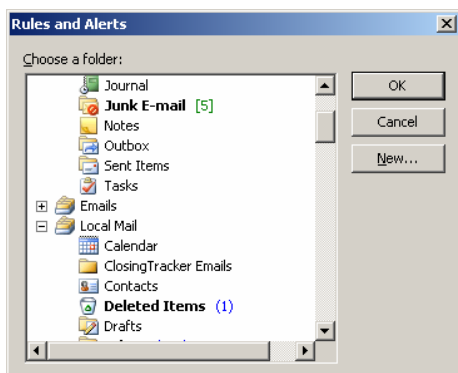 Rules and Alerts
Choose a folder:
Journal
Junk E-mail [5]
Notes
Outbox
Sent Items
Tasks
Emails
Local Mail
Calendar
ClosingTracker Emails
Contacts
Deleted Items (1)
Drafts
OK
Cancel
New...